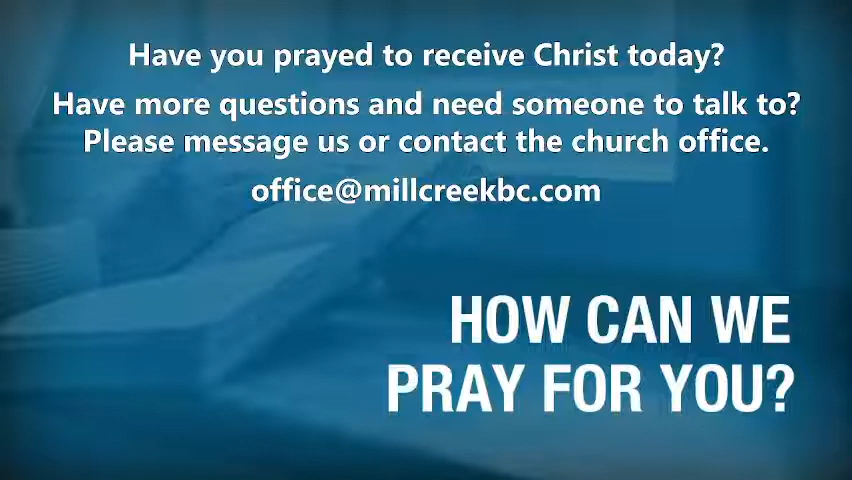 Have you prayed to receive Christ today?
Have more questions and need someone to talk to?
Please message us or contact the church office.
office@millcreekbc.com
HOW CAN WE
PRAY FOR YOU?